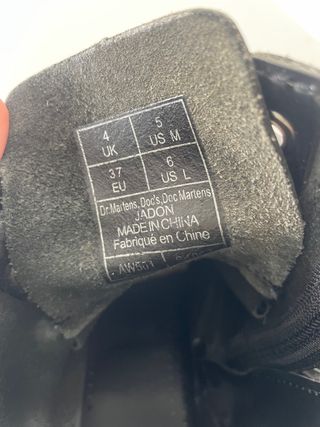 4 UK 5 US M
37 EU 6 US L
Dr.Martens, Doc's, Doc Martens
JADON
MADE IN CHINA
Fabriqué en Chine